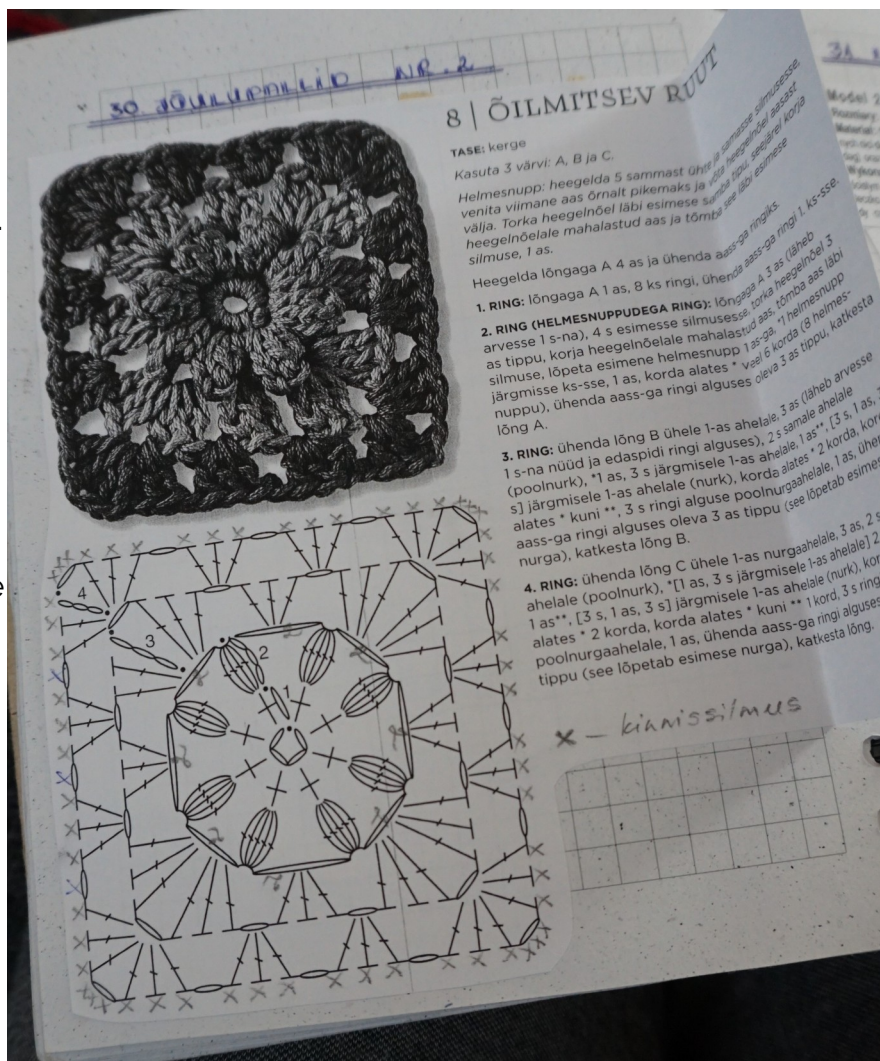 30. JÕULUPALLID NR. 2
8 | ÕILMITSEV RUUT
TASE: kerge
Kasuta 3 värvi: A, B ja C.
Helmesnupp: heegelda 5 sammast ühte ja samasse silmusesse,
venita viimane aas õrnalt pikemaks ja võta heegelnõel aasast
välja. Torka heegelnõel läbi esimese samba tipu, seejärel korja
heegelnõelale mahalastud aas ja tõmba see läbi esimese
silmuse, 1 as.
Heegelda lõngaga A 4 as ja ühenda aass-ga ringiks.
1. RING: lõngaga A 1 as, 8 ks ringi, ühenda aass-ga ringi 1. ks-sse.
2. RING (HELMESNUPPUDEGA RING): lõngaga A 3 as (läheb
arvesse 1 s-na), 4 s esimesse silmusesse, torka heegelnõel 3
as tippu, korja heegelnõelale mahalastud aas, tõmba aas läbi
silmuse, lõpeta esimene helmesnupp 1 as-ga, *1 helmesnupp
järgmisse ks-sse, 1 as, korda alates * veel 6 korda (8 helmes-
nuppu), ühenda aass-ga ringi alguses oleva 3 as tippu, katkesta
lõng A.
3. RING: ühenda lõng B ühele 1-as ahelale, 3 as (läheb arvesse
1 s-na nüüd ja edaspidi ringi alguses), 2 s samale ahelale
(poolnurk), *1 as, 3 s järgmisele 1-as ahelale, 1 as**, [3 s, 1 as, 3
s] järgmisele 1-as ahelale (nurk), korda alates * 2 korda,
alates * kuni **, 3 s ringi alguse poolnurgaahelale, 1 as,
aass-ga ringi alguses oleva 3 as tippu (see lõpetab
nurga), katkesta lõng B.
4. RING: ühenda lõng C ühele 1-as nurgaahelale, 3 as, 2 s
ahelale (poolnurk), *[1 as, 3 s järgmisele 1-as ahelale] 2
1 as**, [3 s, 1 as, 3 s] järgmisele 1-as ahelale (nurk),
alates * 2 korda, korda alates * kuni ** 1 kord, 3 s
poolnurgaahelale, 1 as, ühenda aass-ga ringi
tippu (see lõpetab esimese nurga), katkesta lõng.
x – kinnissilmus
4
3
2
1
31
Model 2